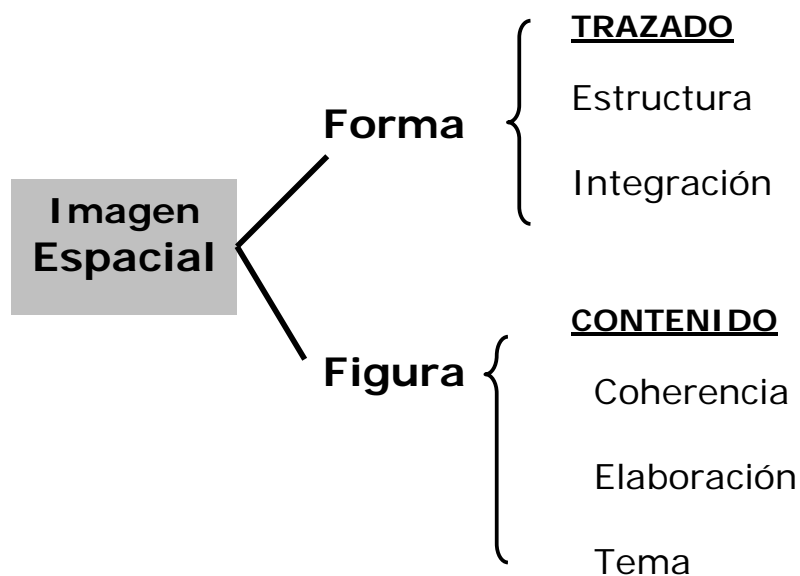 Imagen
Espacial
Forma
TRAZADO
Estructura
Integración
Figura
CONTENIDO
Coherencia
Elaboración
Tema